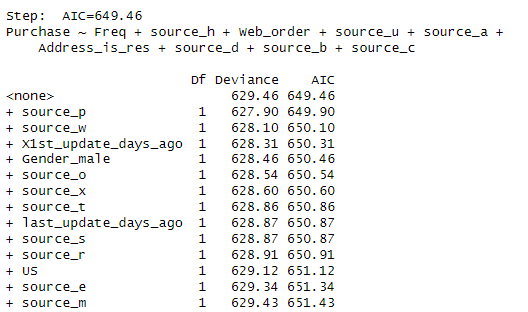 Step:  AIC=649.46
Purchase ~ Freq + source_h + Web_order + source_u + source_a +
    Address_is_res + source_d + source_b + source_c
                       Df Deviance    AIC
<none>                      629.46 649.46
+ source_p              1   627.90 649.90
+ source_w              1   628.10 650.10
+ X1st_update_days_ago  1   628.31 650.31
+ Gender_male           1   628.46 650.46
+ source_o              1   628.54 650.54
+ source_x              1   628.60 650.60
+ source_t              1   628.86 650.86
+ last_update_days_ago  1   628.87 650.87
+ source_s              1   628.87 650.87
+ source_r              1   628.91 650.91
+ US                    1   629.12 651.12
+ source_e              1   629.34 651.34
+ source_m              1   629.43 651.43